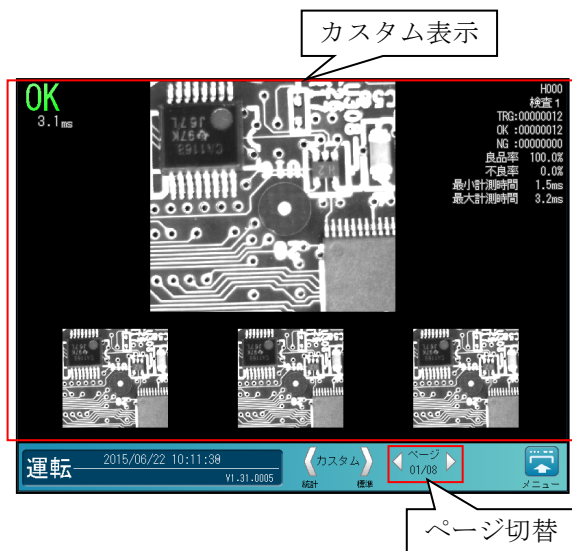 カスタム表示
OK
3.1ms
H000
検査1
TRG:00000012
OK :00000012
NG :00000000
良品率 100.0%
不良率 0.0%
最小計測時間 1.5ms
最大計測時間 3.2ms
運転
2015/06/22 10:11:30
V1.31.0005
カスタム
統計 標準
ページ
01/08
メニュー
ページ切替